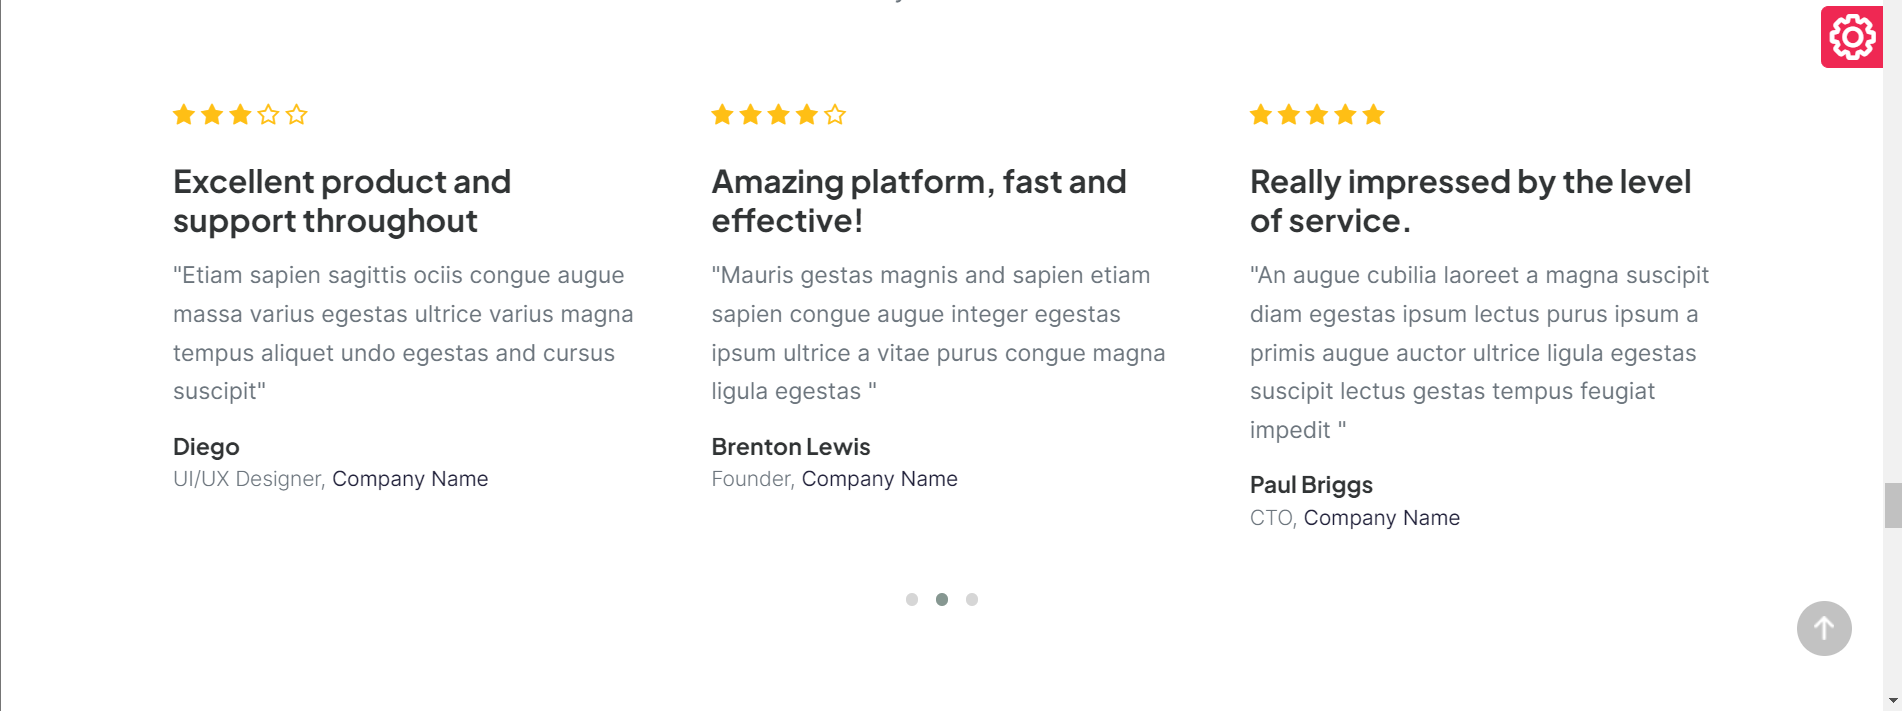 Excellent product and
support throughout
"Etiam sapien sagittis ociis congue augue
massa varius egestas ultrice varius magna
tempus aliquet undo egestas and cursus
suscipit"
Diego
UI/UX Designer, Company Name
Amazing platform, fast and
effective!
"Mauris gestas magnis and sapien etiam
sapien congue augue integer egestas
ipsum ultrice a vitae purus congue magna
ligula egestas "
Brenton Lewis
Founder, Company Name
Really impressed by the level
of service.
"An augue cubilia laoreet a magna suscipit
diam egestas ipsum lectus purus ipsum a
primis augue auctor ultrice ligula egestas
suscipit lectus gestas tempus feugiat
impedit "
Paul Briggs
CTO, Company Name